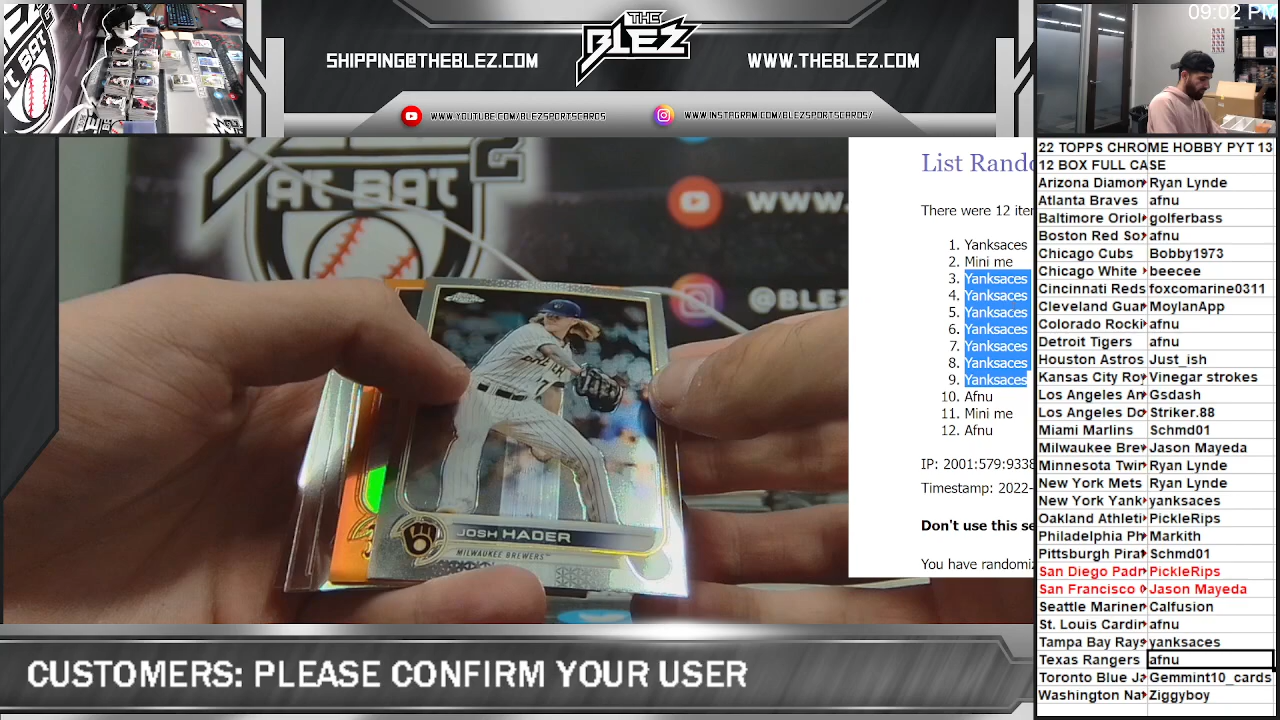 09:02 PM
THE
BLEZ
SHIPPING@THEBLEZ.COM
WWW.THEBLEZ.COM
WWW.YOUTUBE.COM/BLEZSPORTSCARDS
WWW.INSTAGRAM.COM/BLEZSPORTSCARDS/
AT BAT
WWW.
@BLEZ
JOSH HADER
MILWAUKEE BREWERS
List Rando
There were 12 iter
1. Yanksaces
2. Mini me
3. Yanksaces
4. Yanksaces
5. Yanksaces
6. Yanksaces
7. Yanksaces
8. Yanksaces
9. Yanksaces
10. Afnu
11. Mini me
12. Afnu
IP: 2001:579:9338
Timestamp: 2022-
Don't use this se
You have randomiz
22 TOPPS CHROME HOBBY PYT 13
12 BOX FULL CASE
Arizona Diamon Ryan Lynde
Atlanta Braves afnu
Baltimore Oriol golferbass
Boston Red So afnu
Chicago Cubs Bobby1973
Chicago White beecee
Cincinnati Reds foxcomarine0311
Cleveland Gua MoylanApp
Colorado Rocki afnu
Detroit Tigers afnu
Houston Astros Just_ish
Kansas City Ro Vinegar strokes
Los Angeles An Gsdash
Los Angeles Do Striker.88
Miami Marlins Schmd01
Milwaukee Bre Jason Mayeda
Minnesota Twin Ryan Lynde
New York Mets Ryan Lynde
New York Yank yanksaces
Oakland Athleti PickleRips
Philadelphia Ph Markith
Pittsburgh Pira Schmd01
San Diego Padr PickleRips
San Francisco Jason Mayeda
Seattle Mariner Calfusion
St. Louis Cardin afnu
Tampa Bay Ray yanksaces
Texas Rangers afnu
Toronto Blue Ja Gemmint10_cards
Washington Na Ziggyboy
CUSTOMERS: PLEASE CONFIRM YOUR USER